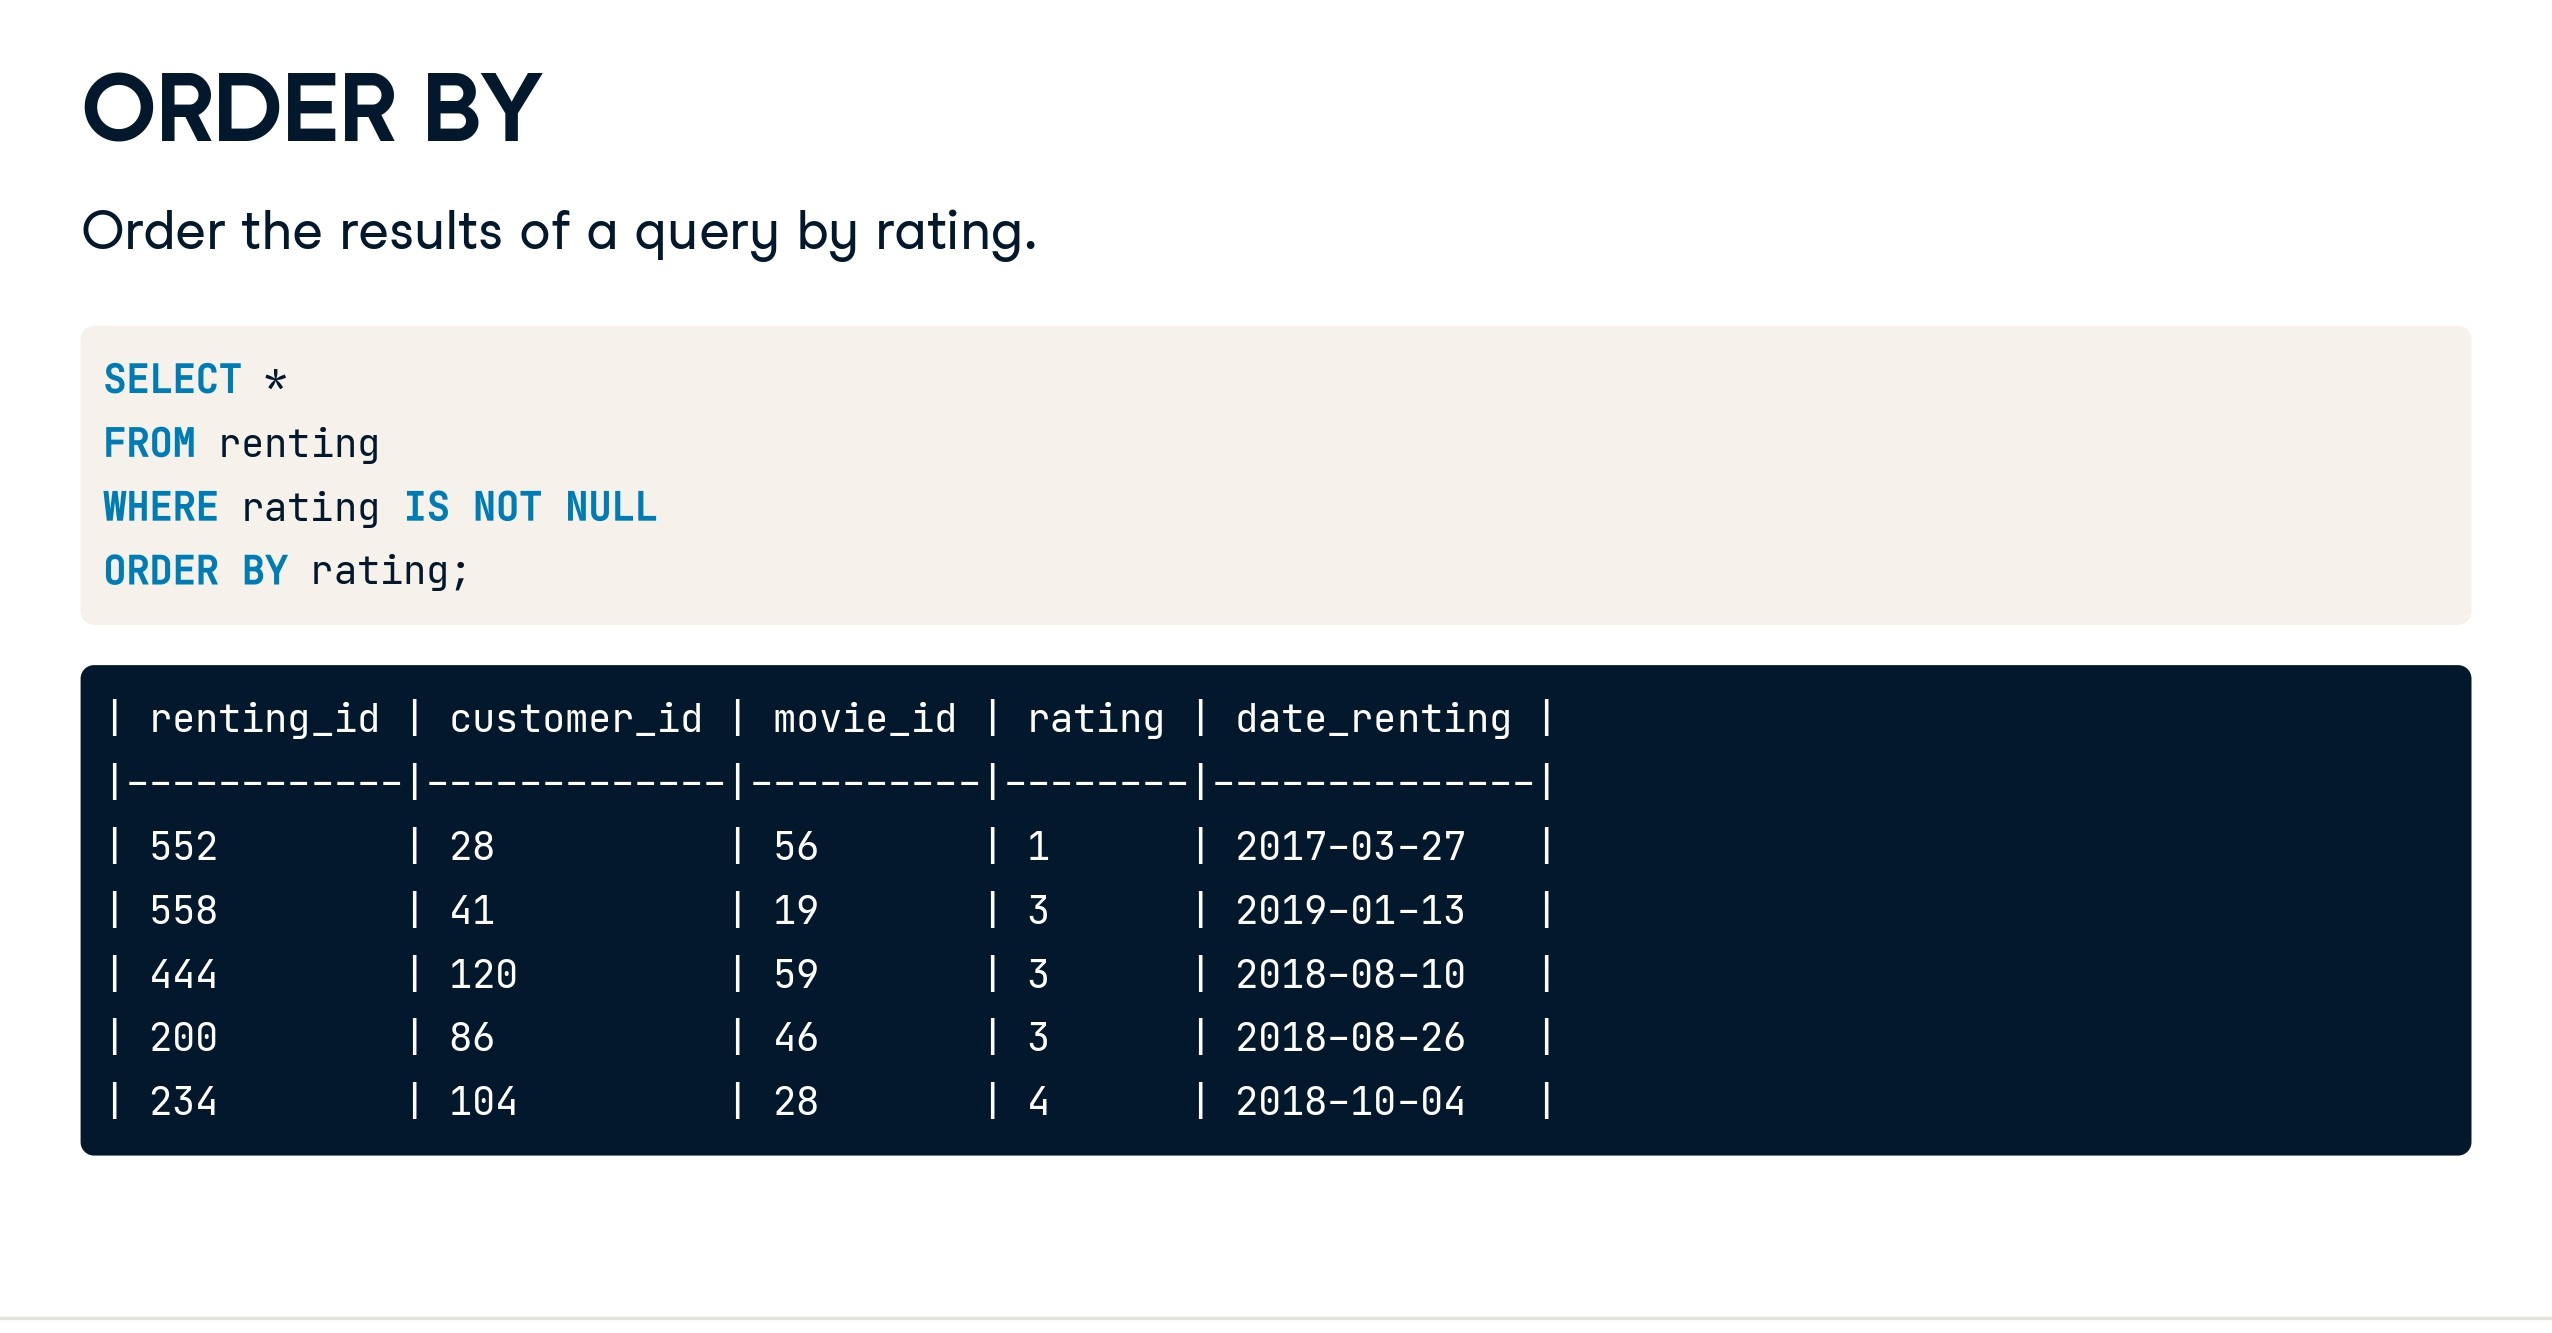 ORDER BY
Order the results of a query by rating.
SELECT *
FROM renting
WHERE rating IS NOT NULL
ORDER BY rating;
| renting_id | customer_id | movie_id | rating | date_renting |
|------------|-------------|----------|--------|--------------|
| 552        | 28          | 56       | 1      | 2017-03-27   |
| 558        | 41          | 19       | 3      | 2019-01-13   |
| 444        | 120         | 59       | 3      | 2018-08-10   |
| 200        | 86          | 46       | 3      | 2018-08-26   |
| 234        | 104         | 28       | 4      | 2018-10-04   |